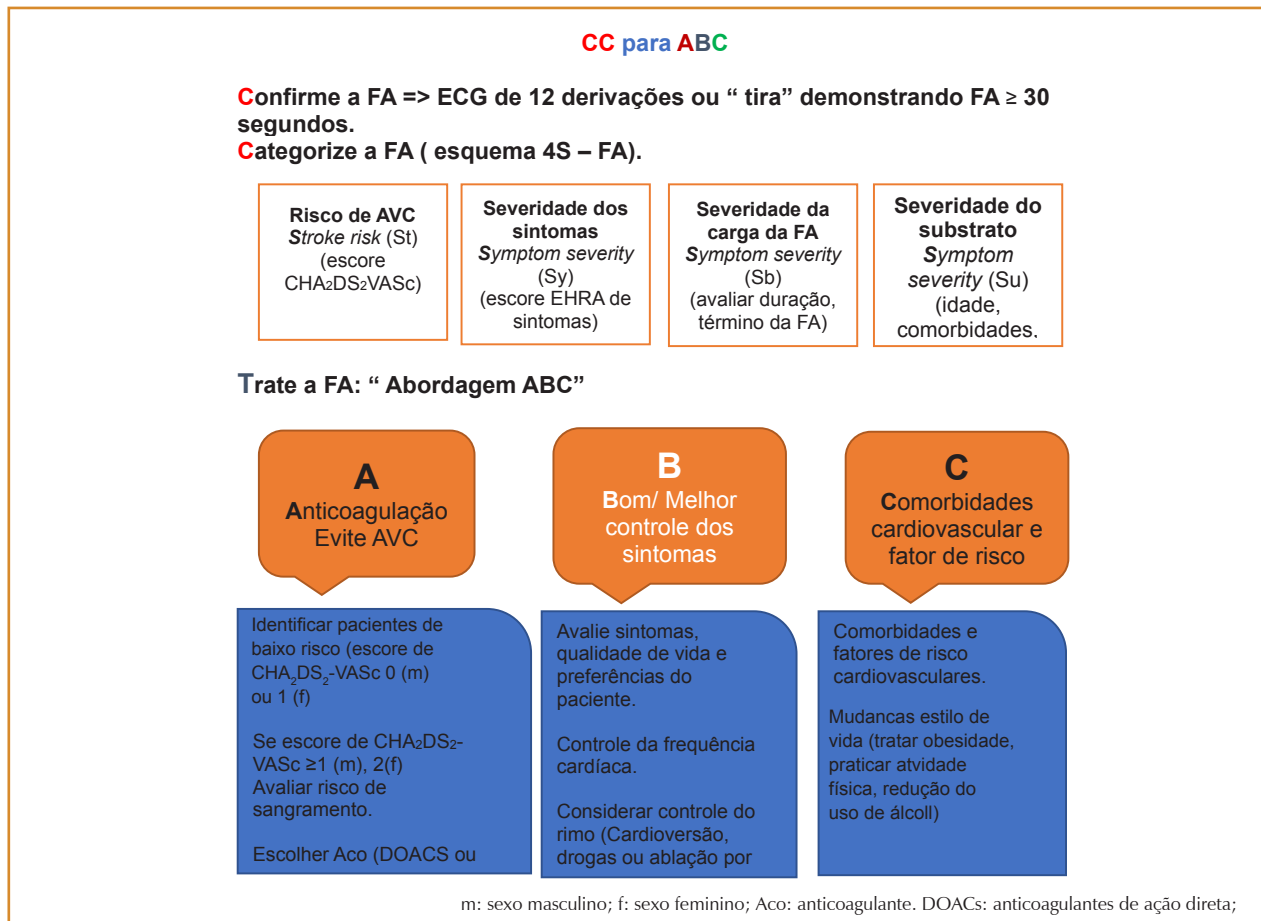 CC para ABC
Confirme a FA => ECG de 12 derivações ou “ tira” demonstrando FA ≥ 30
segundos.
Categorize a FA ( esquema 4S – FA).
Risco de AVC
Stroke risk (St)
(escore
CHA₂DS₂VASc)
Severidade dos
sintomas
Symptom severity
(Sy)
(escore EHRA de
sintomas)
Severidade da
carga da FA
Symptom severity
(Sb)
(avaliar duração,
término da FA)
Severidade do
substrato
Symptom
severity (Su)
(idade,
comorbidades.
Trate a FA: “ Abordagem ABC”
A
Anticoagulação
Evite AVC
B
Bom/ Melhor
controle dos
sintomas
C
Comorbidades
cardiovascular e
fator de risco
Identificar pacientes de
baixo risco (escore de
CHA₂DS₂-VASc 0 (m)
ou 1 (f)
Se escore de CHA₂DS₂-
VASc ≥1 (m), 2(f)
Avaliar risco de
sangramento.
Escolher Aco (DOACS ou
Avalie sintomas,
qualidade de vida e
preferências do
paciente.
Controle da frequência
cardíaca.
Considerar controle do
rimo (Cardioversão,
drogas ou ablação por
Comorbidades e
fatores de risco
cardiovasculares.
Mudancas estilo de
vida (tratar obesidade,
praticar atvidade
física, redução do
uso de álcoll)
m: sexo masculino; f: sexo feminino; Aco: anticoagulante. DOACs: anticoagulantes de ação direta;